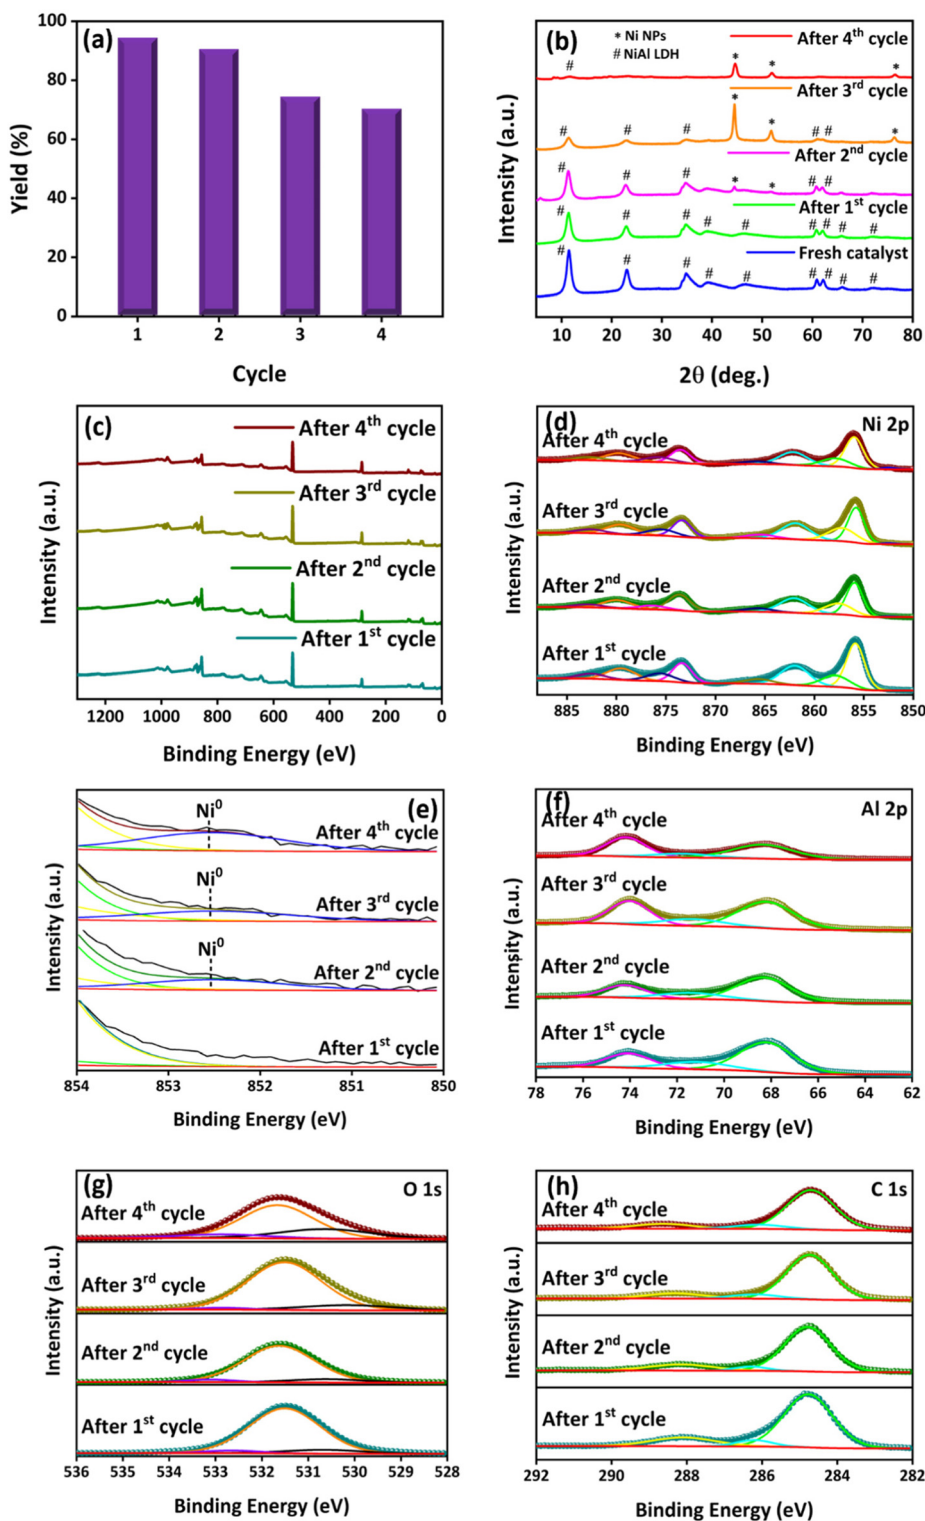 (a)
Yield (%)
100
80
60
40
20
0
1 2 3 4
Cycle
(b)
* Ni NPs
# NiAl LDH
After 4th cycle
After 3rd cycle
After 2nd cycle
After 1st cycle
Fresh catalyst
Intensity (a.u.)
10 20 30 40 50 60 70 80
2θ (deg.)
(c)
After 4th cycle
After 3rd cycle
After 2nd cycle
After 1st cycle
Intensity (a.u.)
1200 1000 800 600 400 200 0
Binding Energy (eV)
(d)
Ni 2p
After 4th cycle
After 3rd cycle
After 2nd cycle
After 1st cycle
Intensity (a.u.)
885 880 875 870 865 860 855 850
Binding Energy (eV)
(e)
Ni0
After 4th cycle
Ni0
After 3rd cycle
Ni0
After 2nd cycle
After 1st cycle
Intensity (a.u.)
854 853 852 851 850
Binding Energy (eV)
(f)
Al 2p
After 4th cycle
After 3rd cycle
After 2nd cycle
After 1st cycle
Intensity (a.u.)
78 76 74 72 70 68 66 64 62
Binding Energy (eV)
(g)
O 1s
After 4th cycle
After 3rd cycle
After 2nd cycle
After 1st cycle
Intensity (a.u.)
536 535 534 533 532 531 530 529 528
Binding Energy (eV)
(h)
C 1s
After 4th cycle
After 3rd cycle
After 2nd cycle
After 1st cycle
Intensity (a.u.)
292 290 288 286 284 282
Binding Energy (eV)